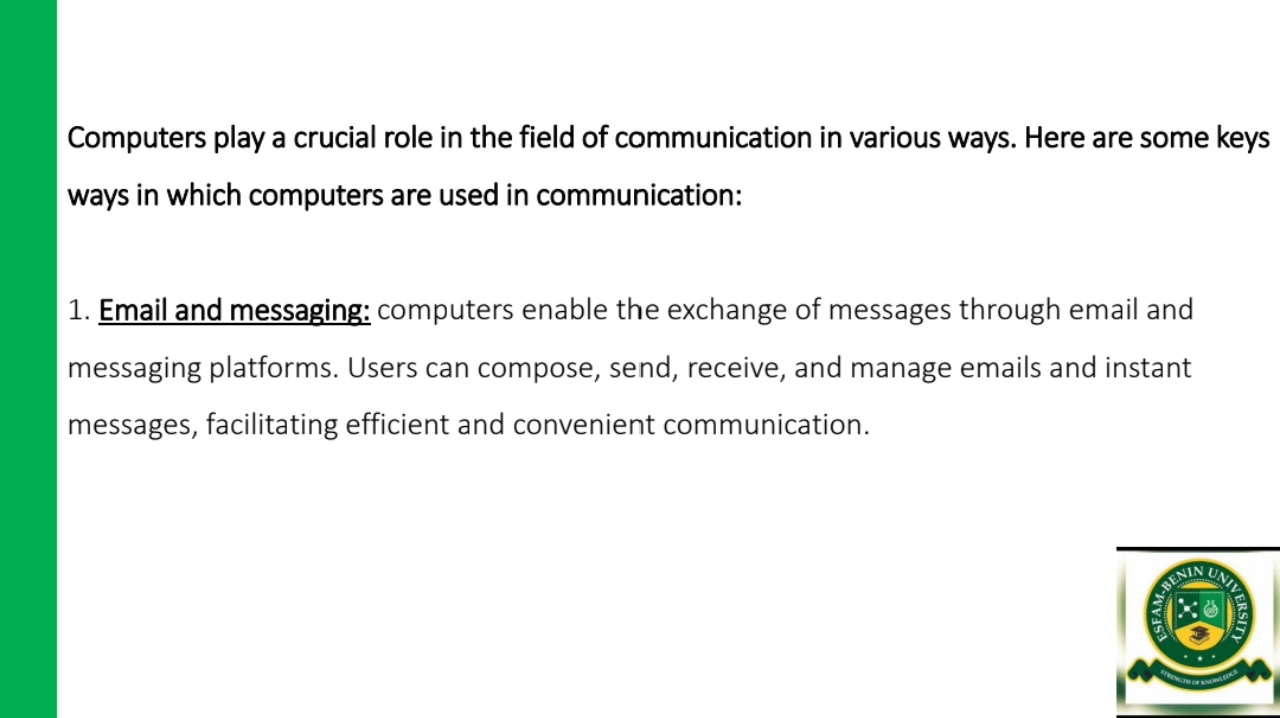 Computers play a crucial role in the field of communication in various ways. Here are some keys
ways in which computers are used in communication:
1. Email and messaging: computers enable the exchange of messages through email and
messaging platforms. Users can compose, send, receive, and manage emails and instant
messages, facilitating efficient and convenient communication.
ESFAM-BENIN UNIVERSITY
STRENGTH OF KNOWLEDGE